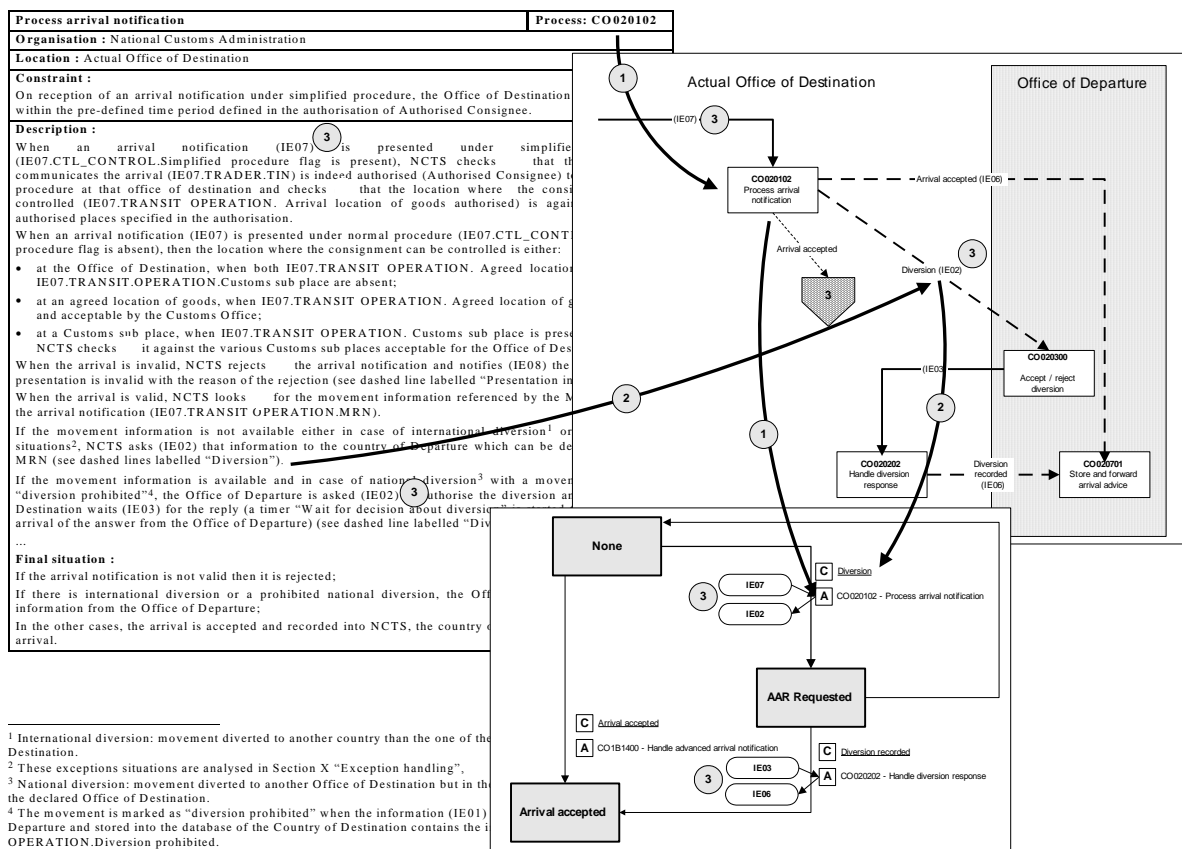 Process arrival notification Process: CO020102
Organisation : National Customs Administration
Location : Actual Office of Destination
Constraint :
On reception of an arrival notification under simplified procedure, the Office of Destination
within the pre-defined time period defined in the authorisation of Authorised Consignee.
Description :
When an arrival notification (IE07) is presented under
(IE07.CTL_CONTROL.Simplified procedure flag is present), NCTS checks that
communicates the arrival (IE07.TRADER.TIN) is indeed authorised (Authorised Consignee)
procedure at that office of destination and checks that the location where the
controlled (IE07.TRANSIT OPERATION. Arrival location of goods authorised) is
authorised places specified in the authorisation.
When an arrival notification (IE07) is presented under normal procedure
procedure flag is absent), then the location where the consignment can be controlled is either:
• at the Office of Destination, when both IE07.TRANSIT OPERATION. Agreed
IE07.TRANSIT.OPERATION.Customs sub place are absent;
• at an agreed location of goods, when IE07.TRANSIT OPERATION. Agreed location of
and acceptable by the Customs Office;
• at a Customs sub place, when IE07.TRANSIT OPERATION. Customs sub place is
NCTS checks it against the various Customs sub places acceptable for the Office of
When the arrival is invalid, NCTS rejects the arrival notification and notifies (IE08) the
presentation is invalid with the reason of the rejection (see dashed line labelled "Presentation
When the arrival is valid, NCTS looks for the movement information referenced by the
the arrival notification (IE07.TRANSIT OPERATION.MRN).
If the movement information is not available either in case of international diversion1 or
situations2, NCTS asks (IE02) that information to the country of Departure which can be
MRN (see dashed lines labelled "Diversion").
If the movement information is available and in case of national diversion3 with a
"diversion prohibited"4, the Office of Departure is asked (IE02) authorise the diversion
Destination waits (IE03) for the reply (a timer "Wait for decision about
arrival of the answer from the Office of Departure) (see dashed line labelled
...
Final situation :
If the arrival notification is not valid then it is rejected;
If there is international diversion or a prohibited national diversion, the
information from the Office of Departure;
In the other cases, the arrival is accepted and recorded into NCTS, the country
arrival.
1 International diversion: movement diverted to another country than the one of the
Destination.
2 These exceptions situations are analysed in Section X "Exception handling",
3 National diversion: movement diverted to another Office of Destination but in the
the declared Office of Destination.
4 The movement is marked as "diversion prohibited" when the information (IE01)
Departure and stored into the database of the Country of Destination contains the
OPERATION.Diversion prohibited.
3
3
1
Actual Office of Destination
Office of Departure
(IE07)
3
CO020102
Process arrival
notification
Arrival accepted (IE06)
Arrival accepted
3
Diversion (IE02)
3
CO020300
Accept / reject
diversion
(IE03
2
2
1
CO020202
Handle diversion
response
Diversion
recorded
(IE06)
CO020701
Store and forward
arrival advice
None
C Diversion
3
IE07
IE02
A CO020102 - Process arrival notification
AAR Requested
C Arrival accepted
A CO1B1400 - Handle advanced arrival notification
C Diversion recorded
3
IE03
IE06
A CO020202 - Handle diversion response
Arrival accepted